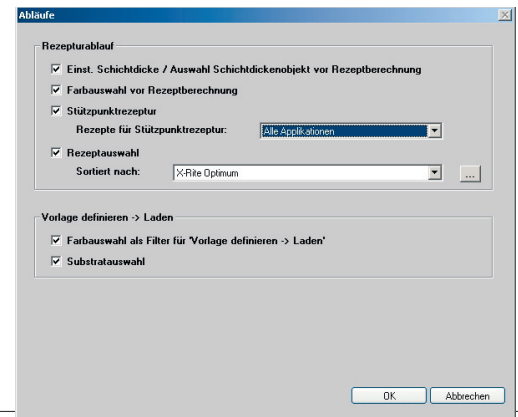 Abläufe
Rezepturablauf
Einst. Schichtdicke / Auswahl Schichtdickenobjekt vor Rezeptberechnung
Farbauswahl vor Rezeptberechnung
Stützpunktrezeptur
Rezepte für Stützpunktrezeptur: Alle Applikationen
Rezeptauswahl
Sortiert nach: X-Rite Optimum ...
Vorlage definieren -> Laden
Farbauswahl als Filter für 'Vorlage definieren -> Laden'
Substratauswahl
OK Abbrechen